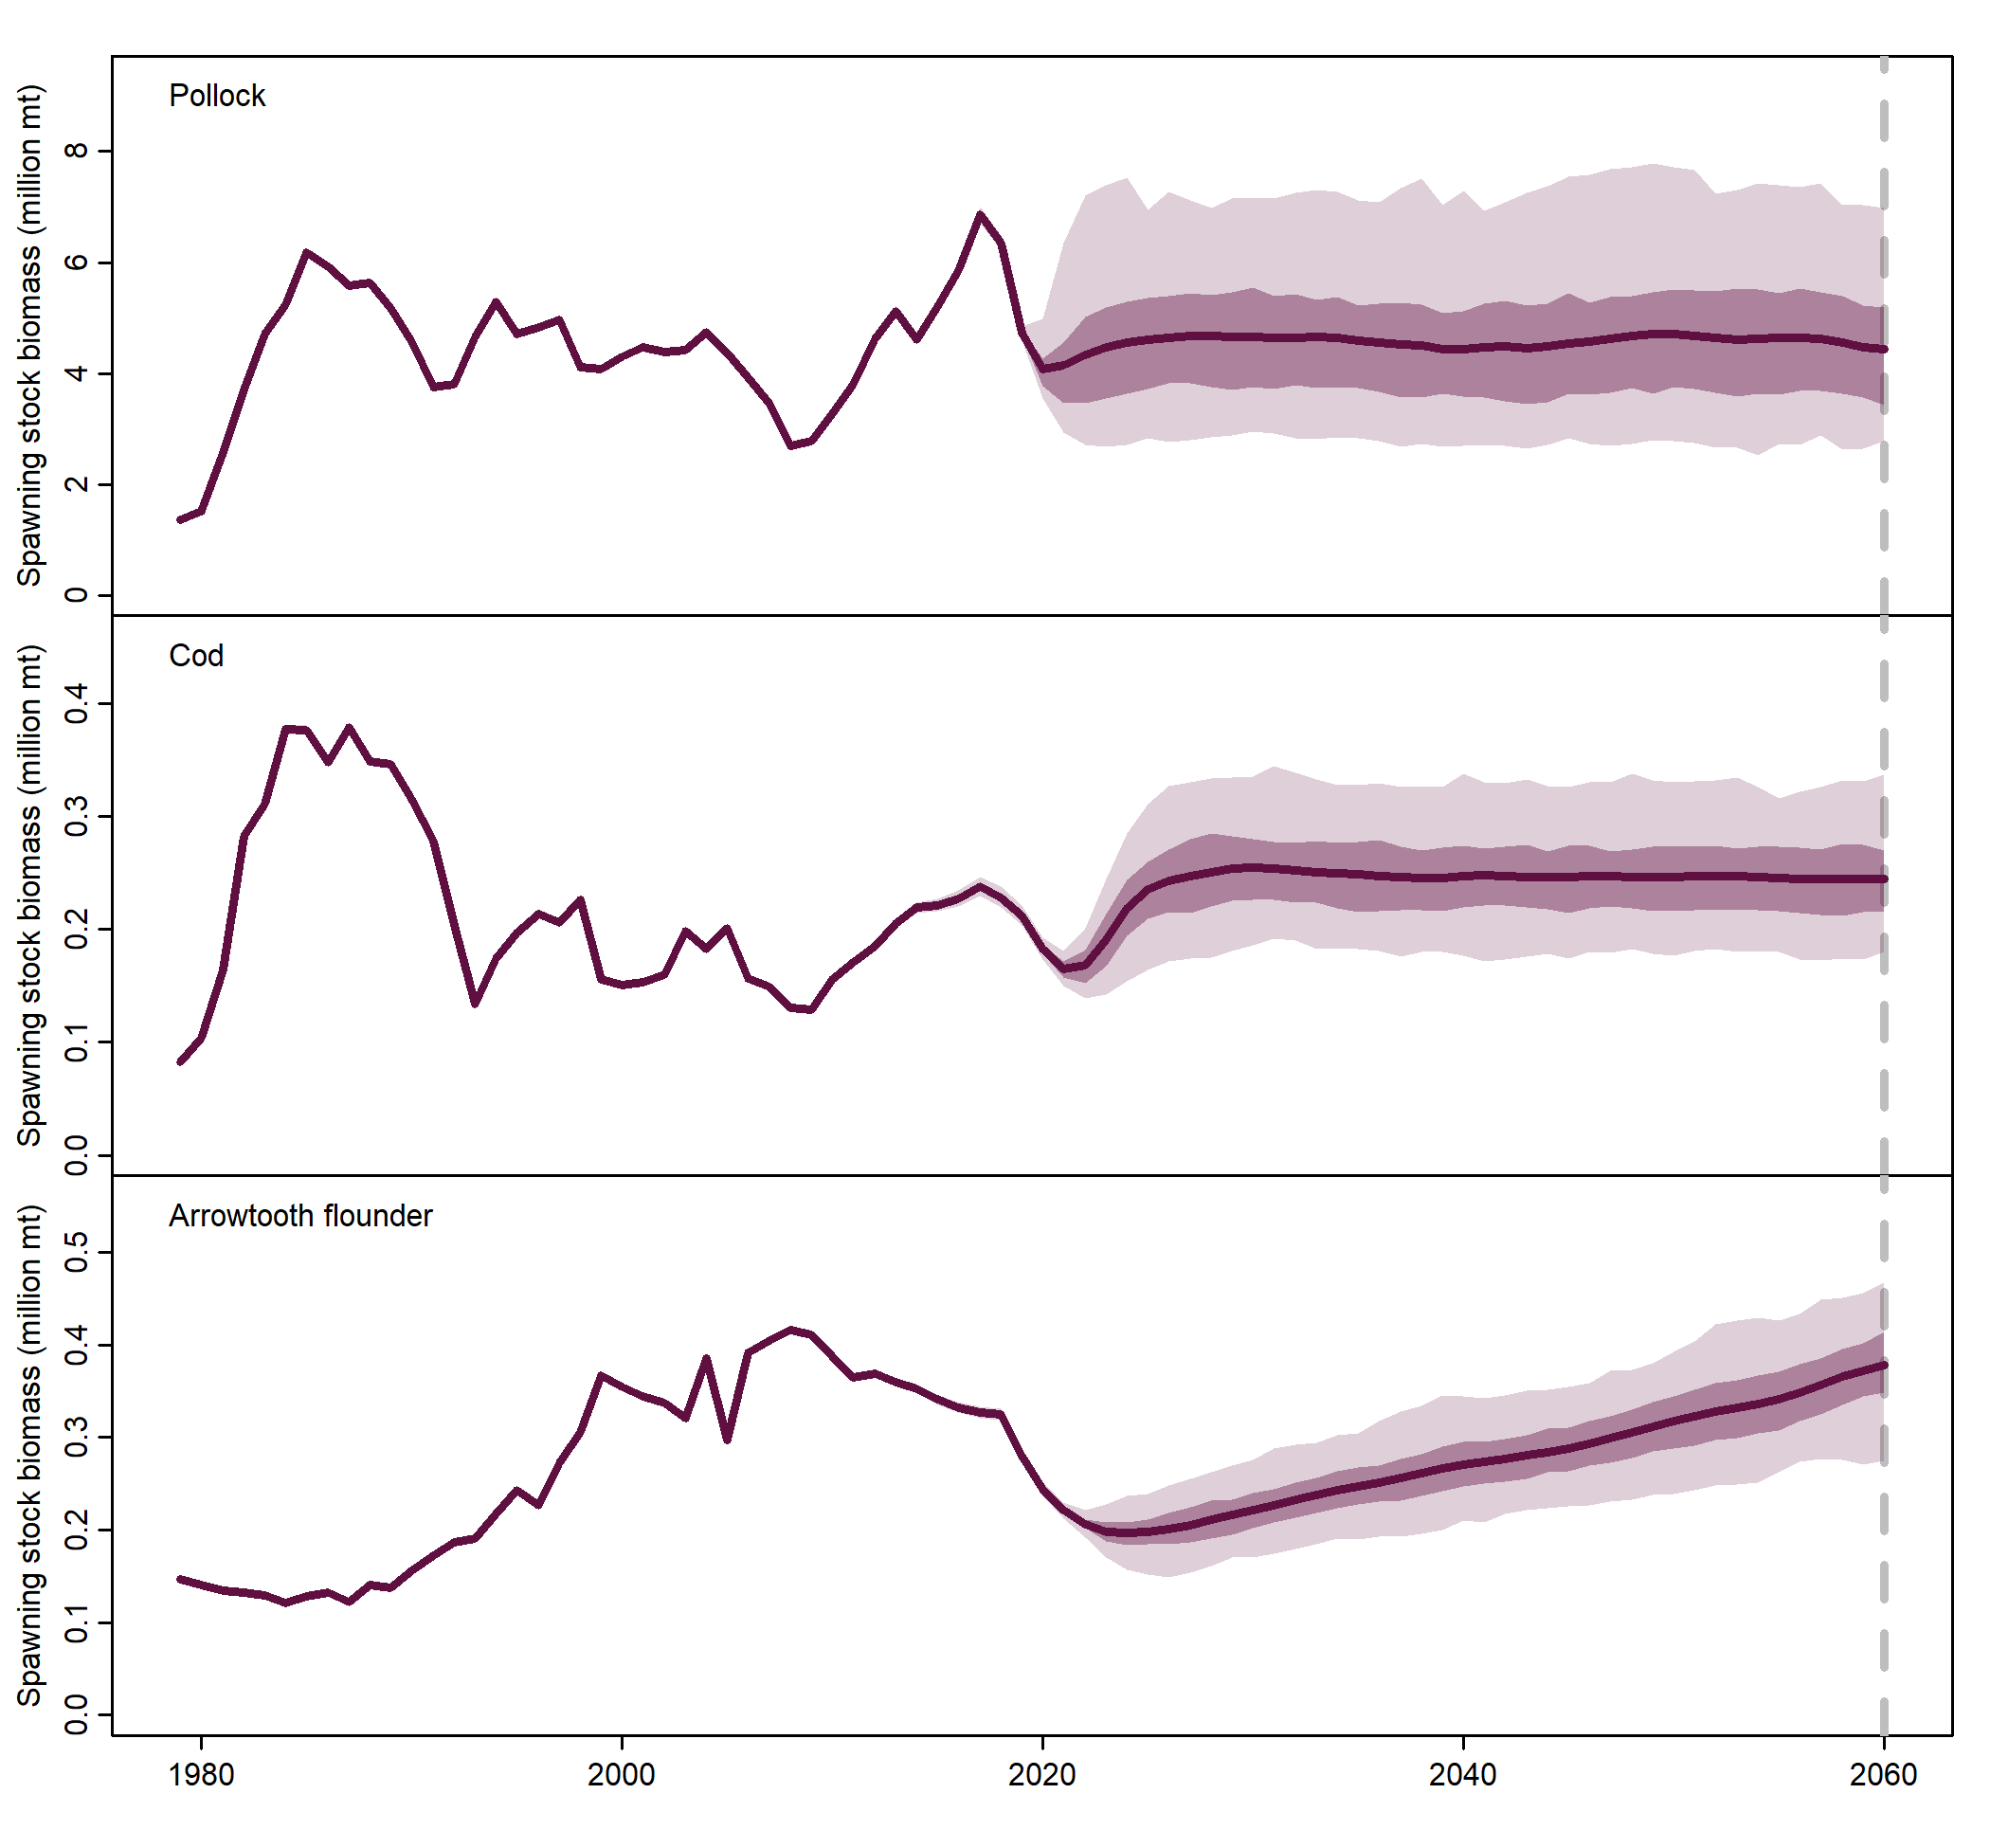 Pollock
Spawning stock biomass (million mt)
8
6
4
2
0
Cod
Spawning stock biomass (million mt)
0.4
0.3
0.2
0.1
0.0
Arrowtooth flounder
Spawning stock biomass (million mt)
0.5
0.4
0.3
0.2
0.1
0.0
1980 2000 2020 2040 2060